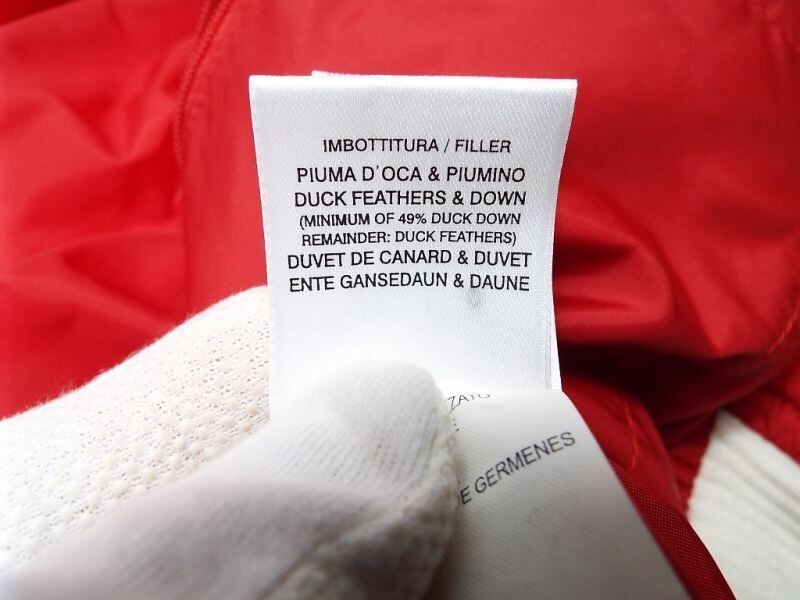 IMBOTTITURA / FILLER
PIUMA D'OCA & PIUMINO
DUCK FEATHERS & DOWN
(MINIMUM OF 49% DUCK DOWN
REMAINDER: DUCK FEATHERS)
DUVET DE CANARD & DUVET
ENTE GANSEDAUN & DAUNE
DE GERMENES